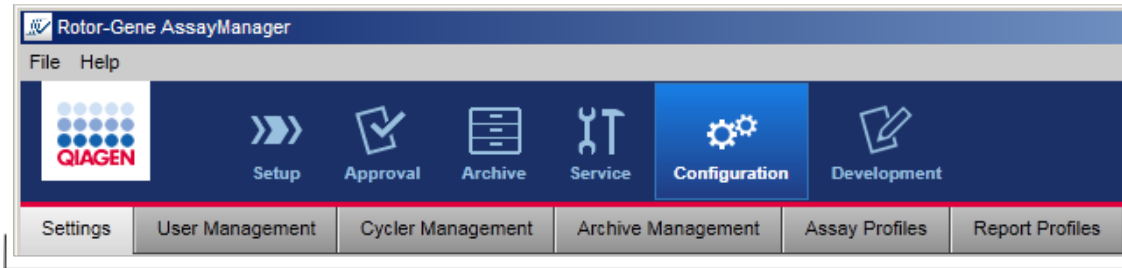 Rotor-Gene AssayManager
File Help
QIAGEN
Setup Approval Archive Service Configuration Development
Settings User Management Cycler Management Archive Management Assay Profiles Report Profiles